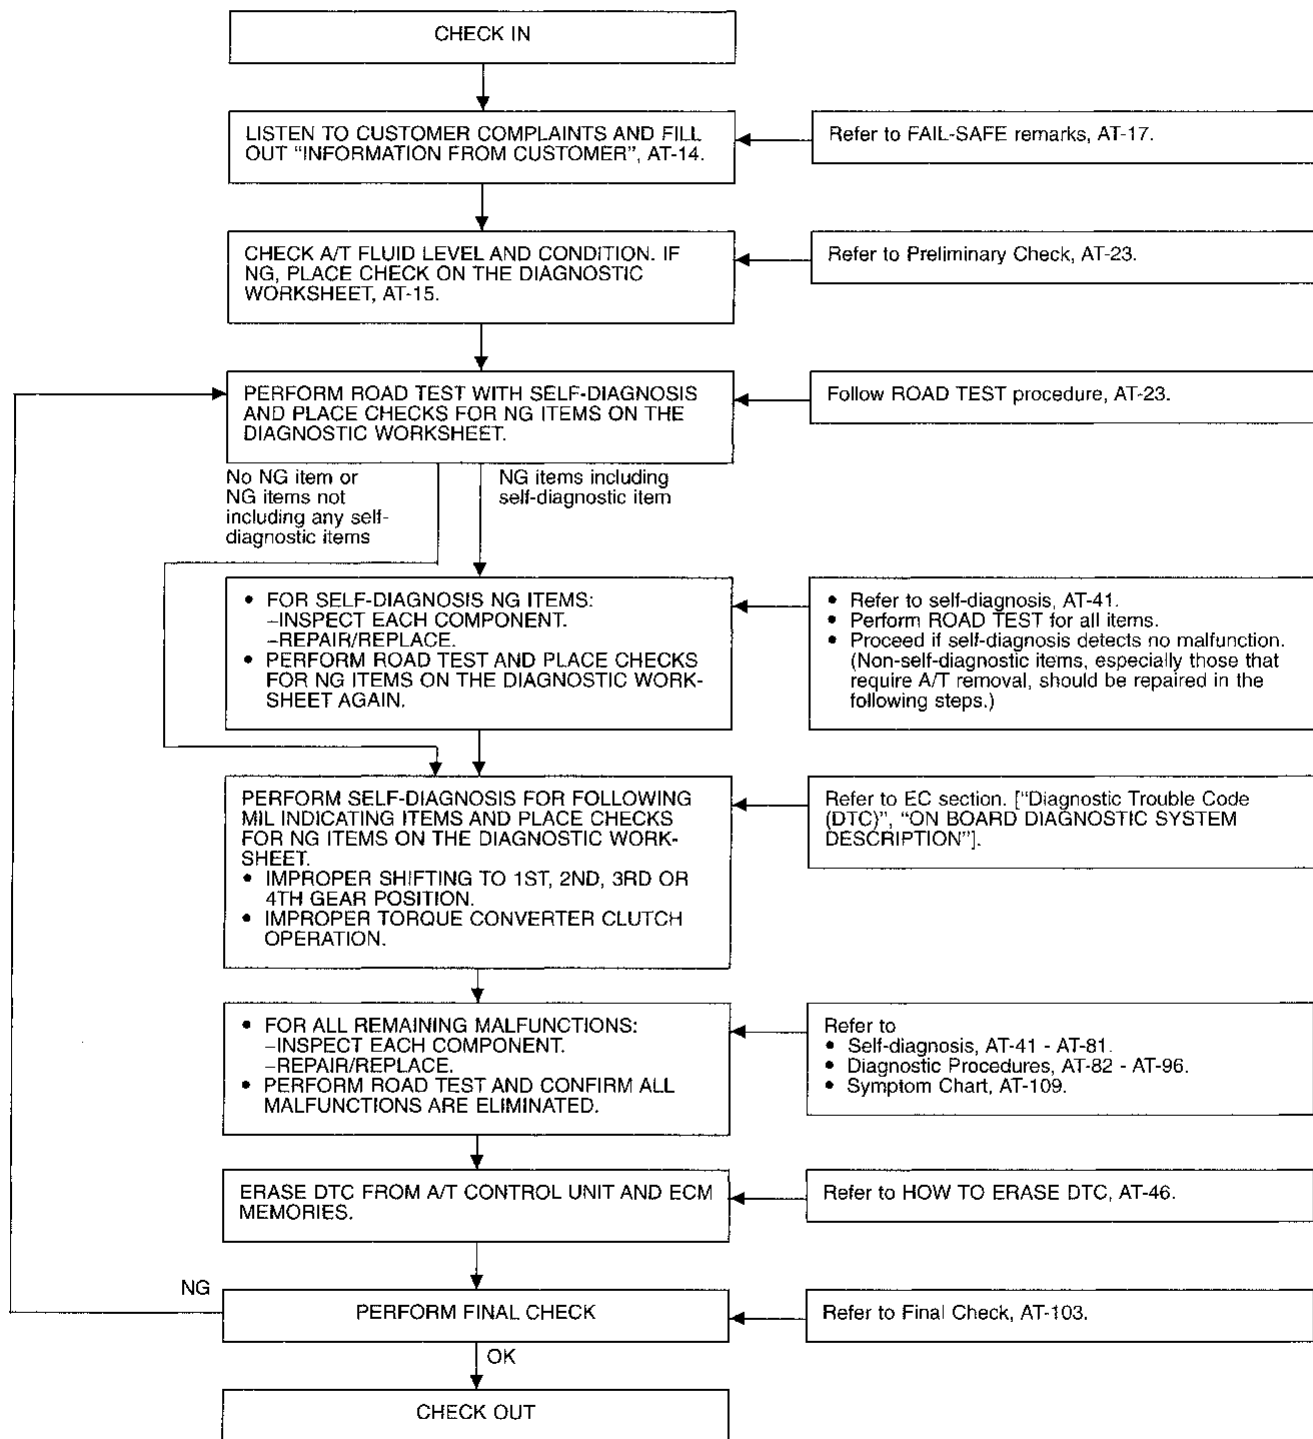 CHECK IN
LISTEN TO CUSTOMER COMPLAINTS AND FILL
OUT “INFORMATION FROM CUSTOMER”, AT-14.
Refer to FAIL-SAFE remarks, AT-17.
CHECK A/T FLUID LEVEL AND CONDITION. IF
NG, PLACE CHECK ON THE DIAGNOSTIC
WORKSHEET, AT-15.
Refer to Preliminary Check, AT-23.
PERFORM ROAD TEST WITH SELF-DIAGNOSIS
AND PLACE CHECKS FOR NG ITEMS ON THE
DIAGNOSTIC WORKSHEET.
Follow ROAD TEST procedure, AT-23.
No NG item or
NG items not
including any self-
diagnostic items
NG items including
self-diagnostic item
• FOR SELF-DIAGNOSIS NG ITEMS:
–INSPECT EACH COMPONENT.
–REPAIR/REPLACE.
• PERFORM ROAD TEST AND PLACE CHECKS
FOR NG ITEMS ON THE DIAGNOSTIC WORK-
SHEET AGAIN.
• Refer to self-diagnosis, AT-41.
• Perform ROAD TEST for all items.
• Proceed if self-diagnosis detects no malfunction.
(Non-self-diagnostic items, especially those that
require A/T removal, should be repaired in the
following steps.)
PERFORM SELF-DIAGNOSIS FOR FOLLOWING
MIL INDICATING ITEMS AND PLACE CHECKS
FOR NG ITEMS ON THE DIAGNOSTIC WORK-
SHEET.
• IMPROPER SHIFTING TO 1ST, 2ND, 3RD OR
4TH GEAR POSITION.
• IMPROPER TORQUE CONVERTER CLUTCH
OPERATION.
Refer to EC section. [“Diagnostic Trouble Code
(DTC)”, “ON BOARD DIAGNOSTIC SYSTEM
DESCRIPTION”].
• FOR ALL REMAINING MALFUNCTIONS:
–INSPECT EACH COMPONENT.
–REPAIR/REPLACE.
• PERFORM ROAD TEST AND CONFIRM ALL
MALFUNCTIONS ARE ELIMINATED.
Refer to
• Self-diagnosis, AT-41 - AT-81.
• Diagnostic Procedures, AT-82 - AT-96.
• Symptom Chart, AT-109.
ERASE DTC FROM A/T CONTROL UNIT AND ECM
MEMORIES.
Refer to HOW TO ERASE DTC, AT-46.
NG
PERFORM FINAL CHECK
Refer to Final Check, AT-103.
OK
CHECK OUT